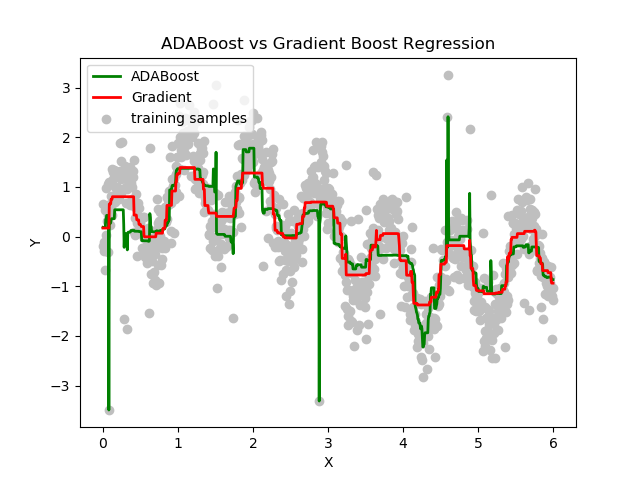 ADABoost vs Gradient Boost Regression
ADABoost
Gradient
training samples
Y
3
2
1
0
−1
−2
−3
0 1 2 3 4 5 6
X